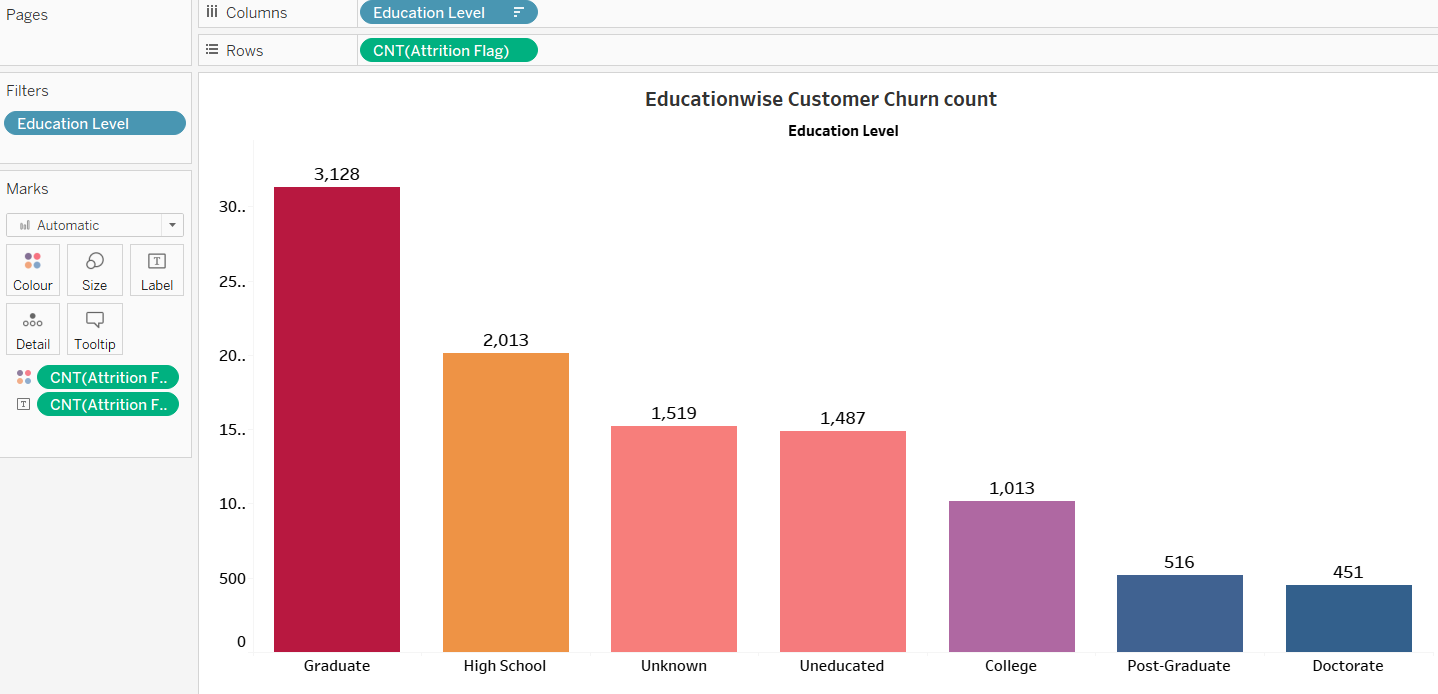 Pages
Columns
Education Level
Rows
CNT(Attrition Flag)
Filters
Education Level
Marks
Automatic
Colour
Size
T
Label
Detail
Tooltip
CNT(Attrition F..
T
CNT(Attrition F..
Educationwise Customer Churn count
Education Level
30..
25..
20..
15..
10..
500
0
3,128
2,013
1,519
1,487
1,013
516
451
Graduate
High School
Unknown
Uneducated
College
Post-Graduate
Doctorate